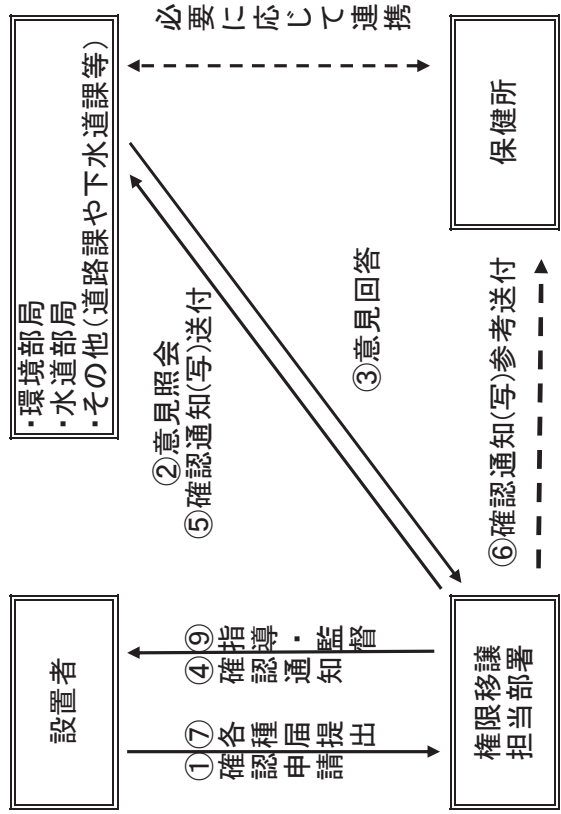 設置者
・環境部局
・水道部局
・その他(道路課や下水道課等)
①確認申請
⑦各種届提出
④確認通知
⑨指導・監督
②意見照会
⑤確認通知(写)送付
③意見回答
必要に応じて連携
権限移譲
担当部署
⑥確認通知(写)参考送付
保健所